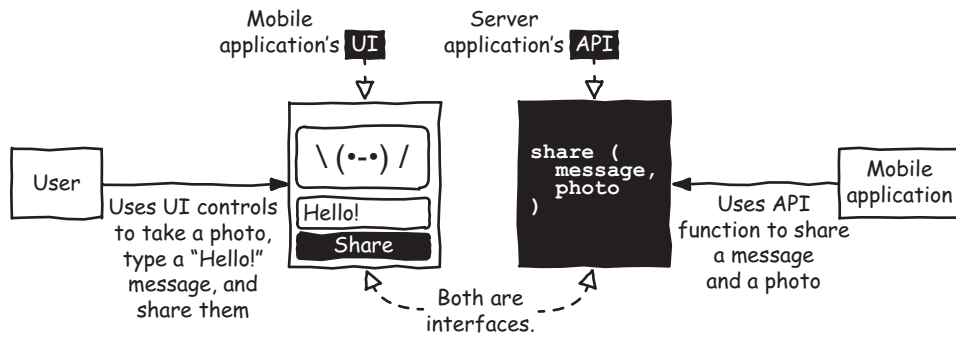 Mobile
application's UI
Server
application's API
User
Uses UI controls
to take a photo,
type a “Hello!”
message, and
share them
\ (•-•) /
Hello!
Share
Both are
interfaces.
share (
message,
photo
)
Uses API
function to share
a message
and a photo
Mobile
application